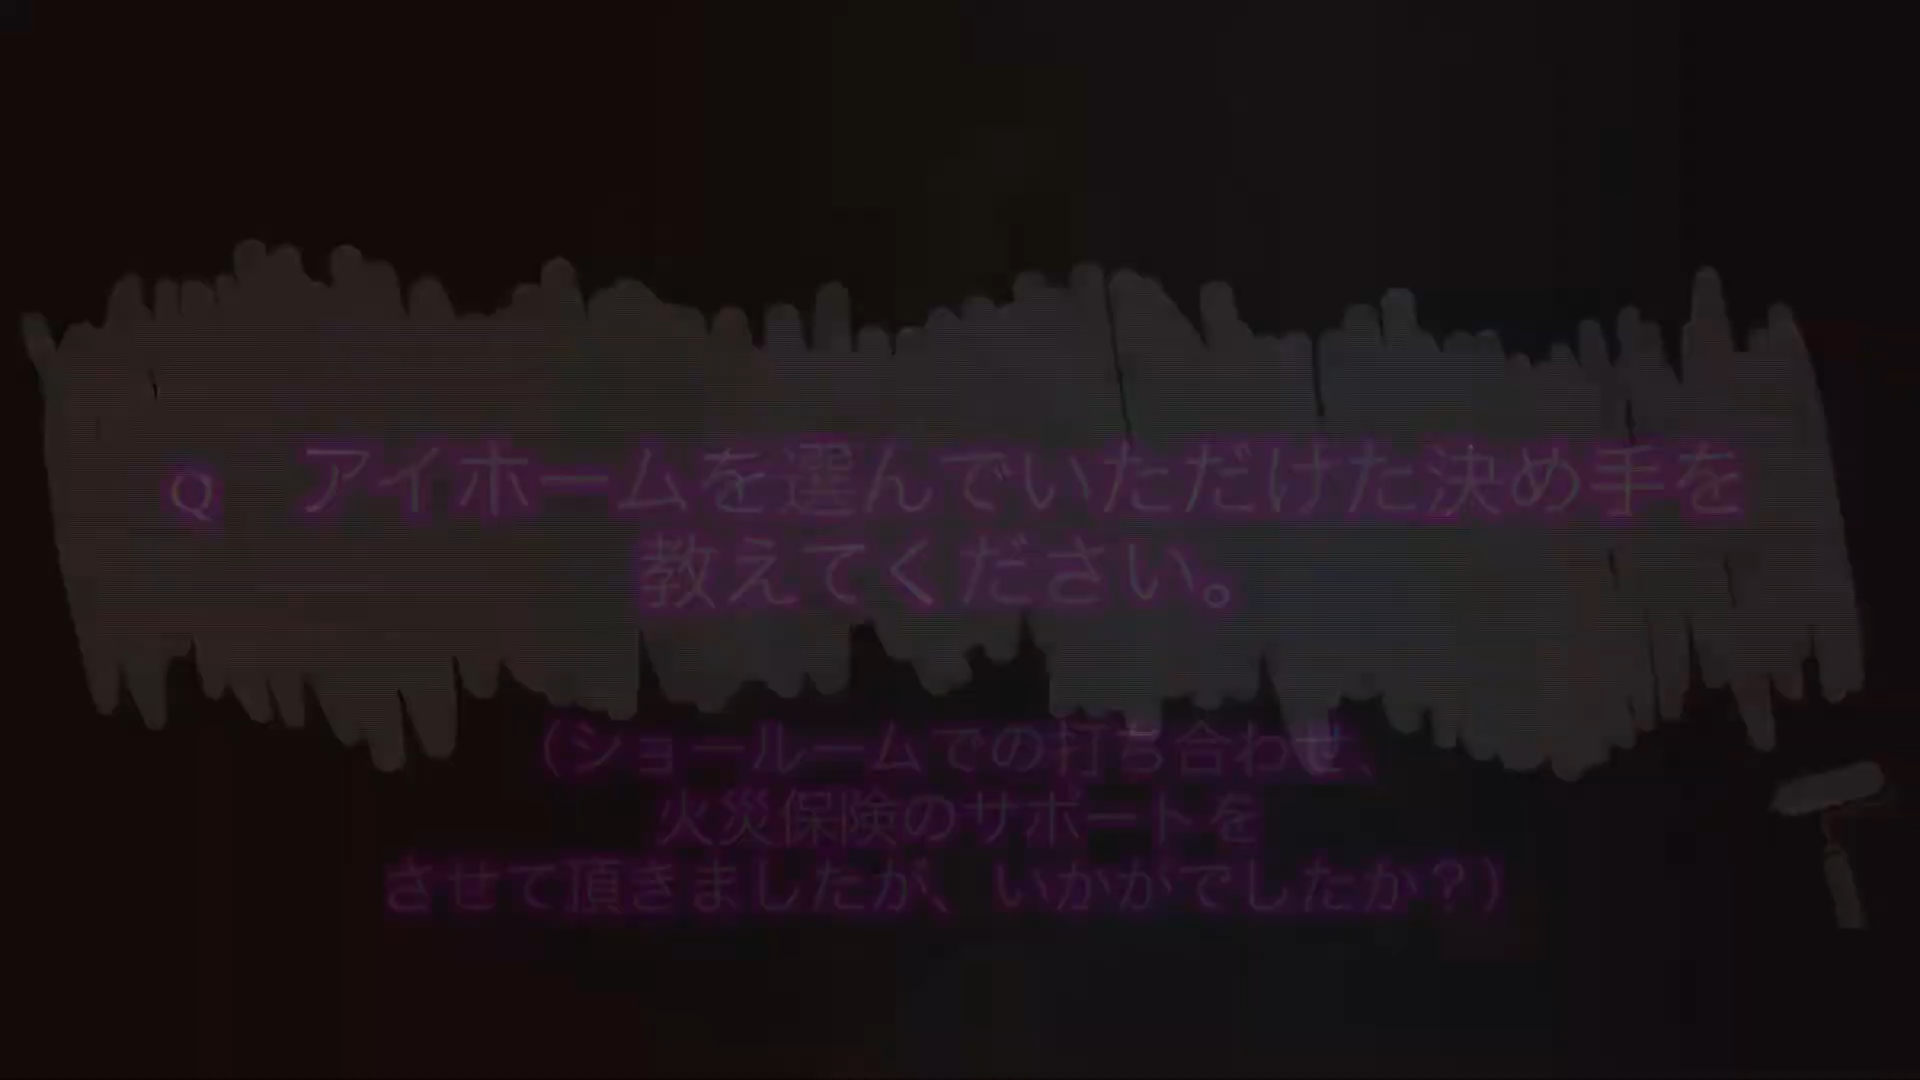 Q　アイホームを選んでいただけた決め手を
教えてください。
（ショールームでの打ち合わせ、
火災保険のサポートを
させて頂きましたが、いかがでしたか？）